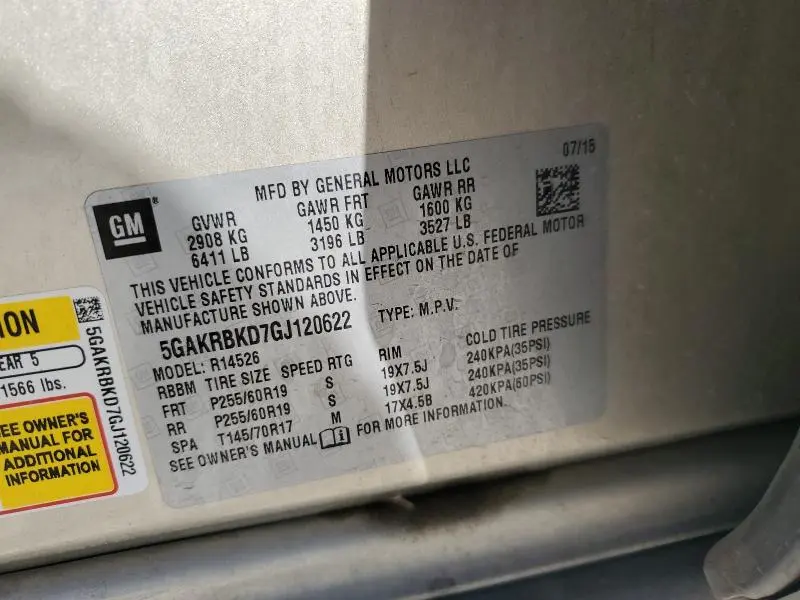 07/15
MFD BY GENERAL MOTORS LLC
GM
GVWR GAWR FRT GAWR RR
2908 KG 1450 KG 1600 KG
6411 LB 3196 LB 3527 LB
THIS VEHICLE CONFORMS TO ALL APPLICABLE U.S. FEDERAL MOTOR
VEHICLE SAFETY STANDARDS IN EFFECT ON THE DATE OF
MANUFACTURE SHOWN ABOVE.
5GAKRBKD7GJ120622 TYPE: M.P.V.
MODEL: R14526
RBBM TIRE SIZE SPEED RTG RIM COLD TIRE PRESSURE
FRT P255/60R19 S 19X7.5J 240KPA(35PSI)
RR P255/60R19 S 19X7.5J 240KPA(35PSI)
SPA T145/70R17 M 17X4.5B 420KPA(60PSI)
SEE OWNER'S MANUAL FOR MORE INFORMATION.
ION
EAR 5
1566 lbs.
SEE OWNER'S
MANUAL FOR
ADDITIONAL
INFORMATION
5GAKRBKD7GJ120622